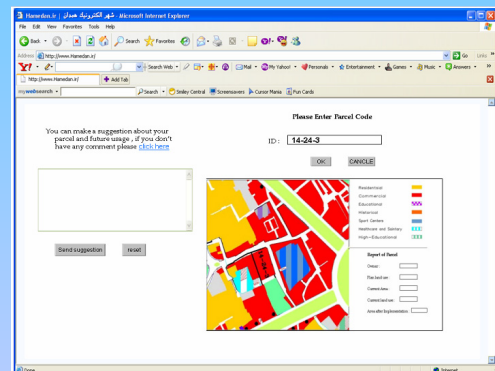 Hamedan.ir | شهر الکترونیک همدان - Microsoft Internet Explorer
File Edit View Favorites Tools Help
Back Search Favorites
Address http://www.Hamedan.ir/ Go Links
Y! Search Web Mail My Yahoo! Personals Entertainment Games Music Answers
http://www.Hamedan.ir/ Add Tab
mywebsearch Search Smiley Central Screensavers Cursor Mania Fun Cards
Please Enter Parcel Code
You can make a suggestion about your
parcel and future usage , if you don't
have any comment please click here
ID : 14-24-3
OK CANCLE
Send suggestion reset
Residential
Commercial
Educational
Historical
Sport Centers
Healthcare and Sanitary
High-Educational
14-24-3
Report of Parcel
Owner :
Plan land use :
Current Area :
Current land use :
Area after Implementation
Done Internet